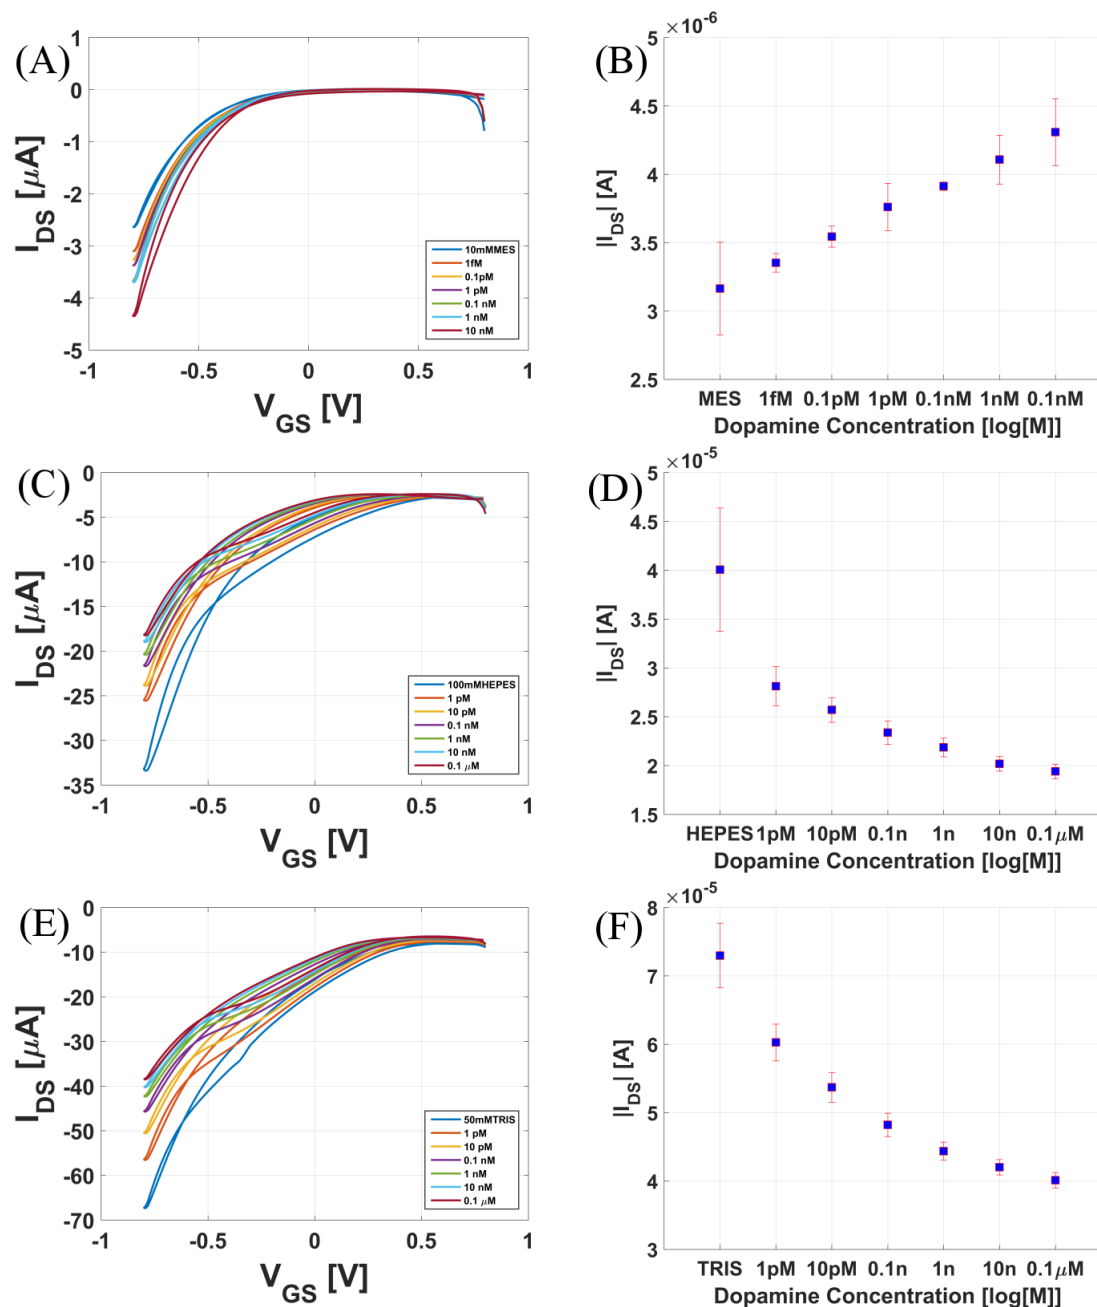 (A)
1
0
-1
-2
-3
-4
-5
I_DS [μA]
-1 -0.5 0 0.5 1
V_GS [V]
10mMMES
1fM
0.1pM
1 pM
0.1 nM
1 nM
10 nM
(B)
×10^-6
5
4.5
4
3.5
3
2.5
|I_DS| [A]
MES 1fM 0.1pM 1pM 0.1nM 1nM 0.1nM
Dopamine Concentration [log[M]]
(C)
0
-5
-10
-15
-20
-25
-30
-35
I_DS [μA]
-1 -0.5 0 0.5 1
V_GS [V]
100mMHEPES
1 pM
10 pM
0.1 nM
1 nM
10 nM
0.1 μM
(D)
×10^-5
5
4.5
4
3.5
3
2.5
2
1.5
|I_DS| [A]
HEPES 1pM 10pM 0.1n 1n 10n 0.1μM
Dopamine Concentration [log[M]]
(E)
0
-10
-20
-30
-40
-50
-60
-70
I_DS [μA]
-1 -0.5 0 0.5 1
V_GS [V]
50mMTRIS
1 pM
10 pM
0.1 nM
1 nM
10 nM
0.1 μM
(F)
×10^-5
8
7
6
5
4
3
|I_DS| [A]
TRIS 1pM 10pM 0.1n 1n 10n 0.1μM
Dopamine Concentration [log[M]]